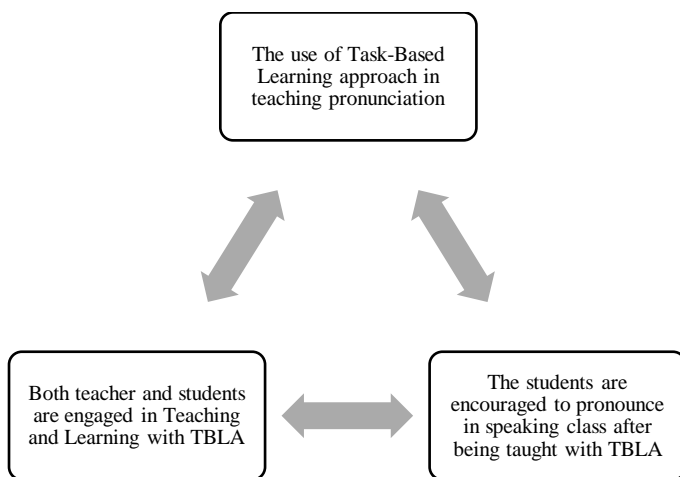 The use of Task-Based
Learning approach in
teaching pronunciation
Both teacher and students
are engaged in Teaching
and Learning with TBLA
The students are
encouraged to pronounce
in speaking class after
being taught with TBLA